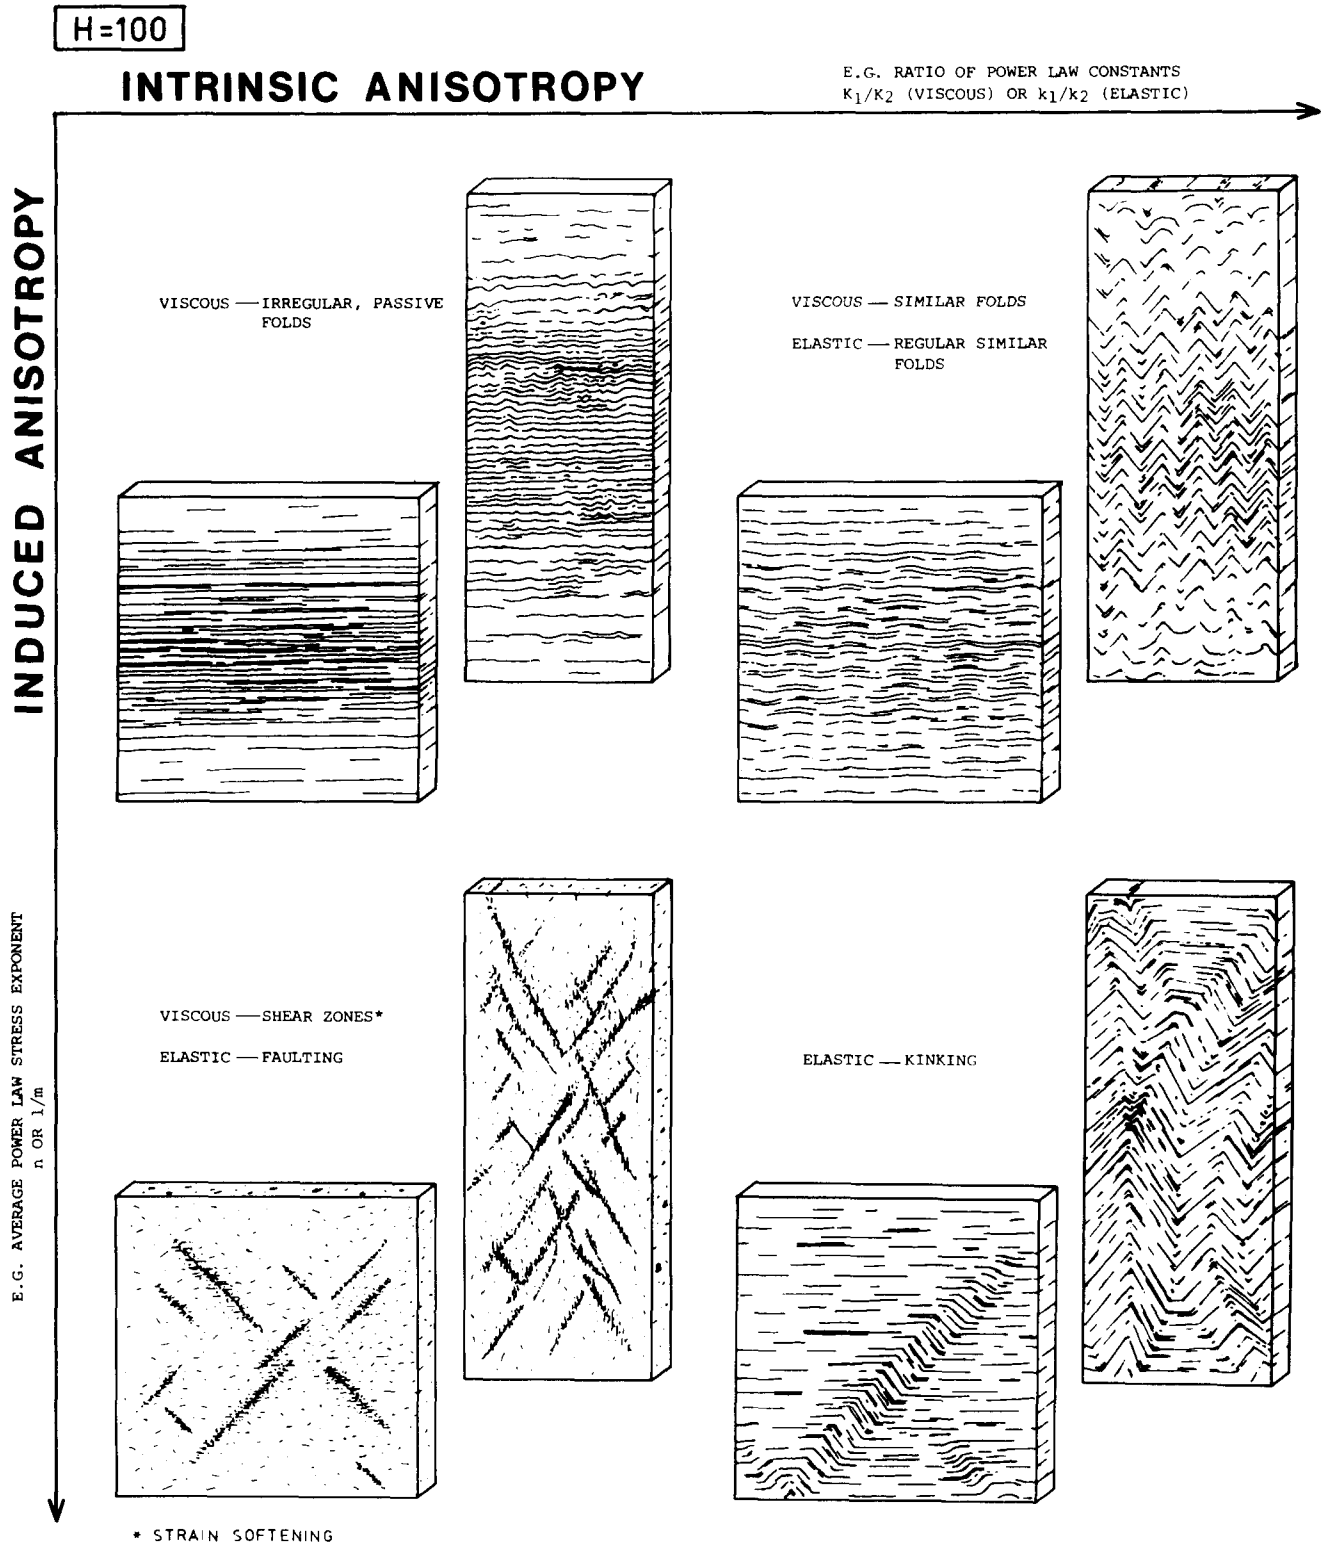 H=100
INTRINSIC ANISOTROPY
E.G. RATIO OF POWER LAW CONSTANTS
K1/K2 (VISCOUS) OR k1/k2 (ELASTIC)
INDUCED ANISOTROPY
E.G. AVERAGE POWER LAW STRESS EXPONENT
n OR 1/m
VISCOUS — IRREGULAR, PASSIVE
FOLDS
VISCOUS — SIMILAR FOLDS
ELASTIC — REGULAR SIMILAR
FOLDS
VISCOUS — SHEAR ZONES*
ELASTIC — FAULTING
ELASTIC — KINKING
* STRAIN SOFTENING